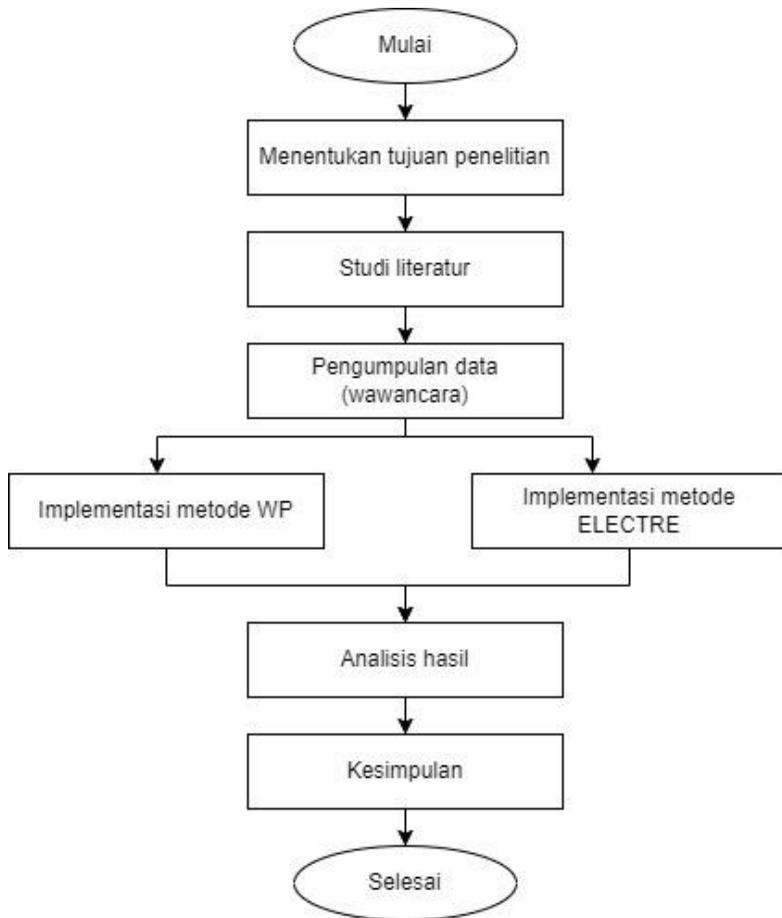 Mulai
Menentukan tujuan penelitian
Studi literatur
Pengumpulan data
(wawancara)
Implementasi metode WP
Implementasi metode
ELECTRE
Analisis hasil
Kesimpulan
Selesai